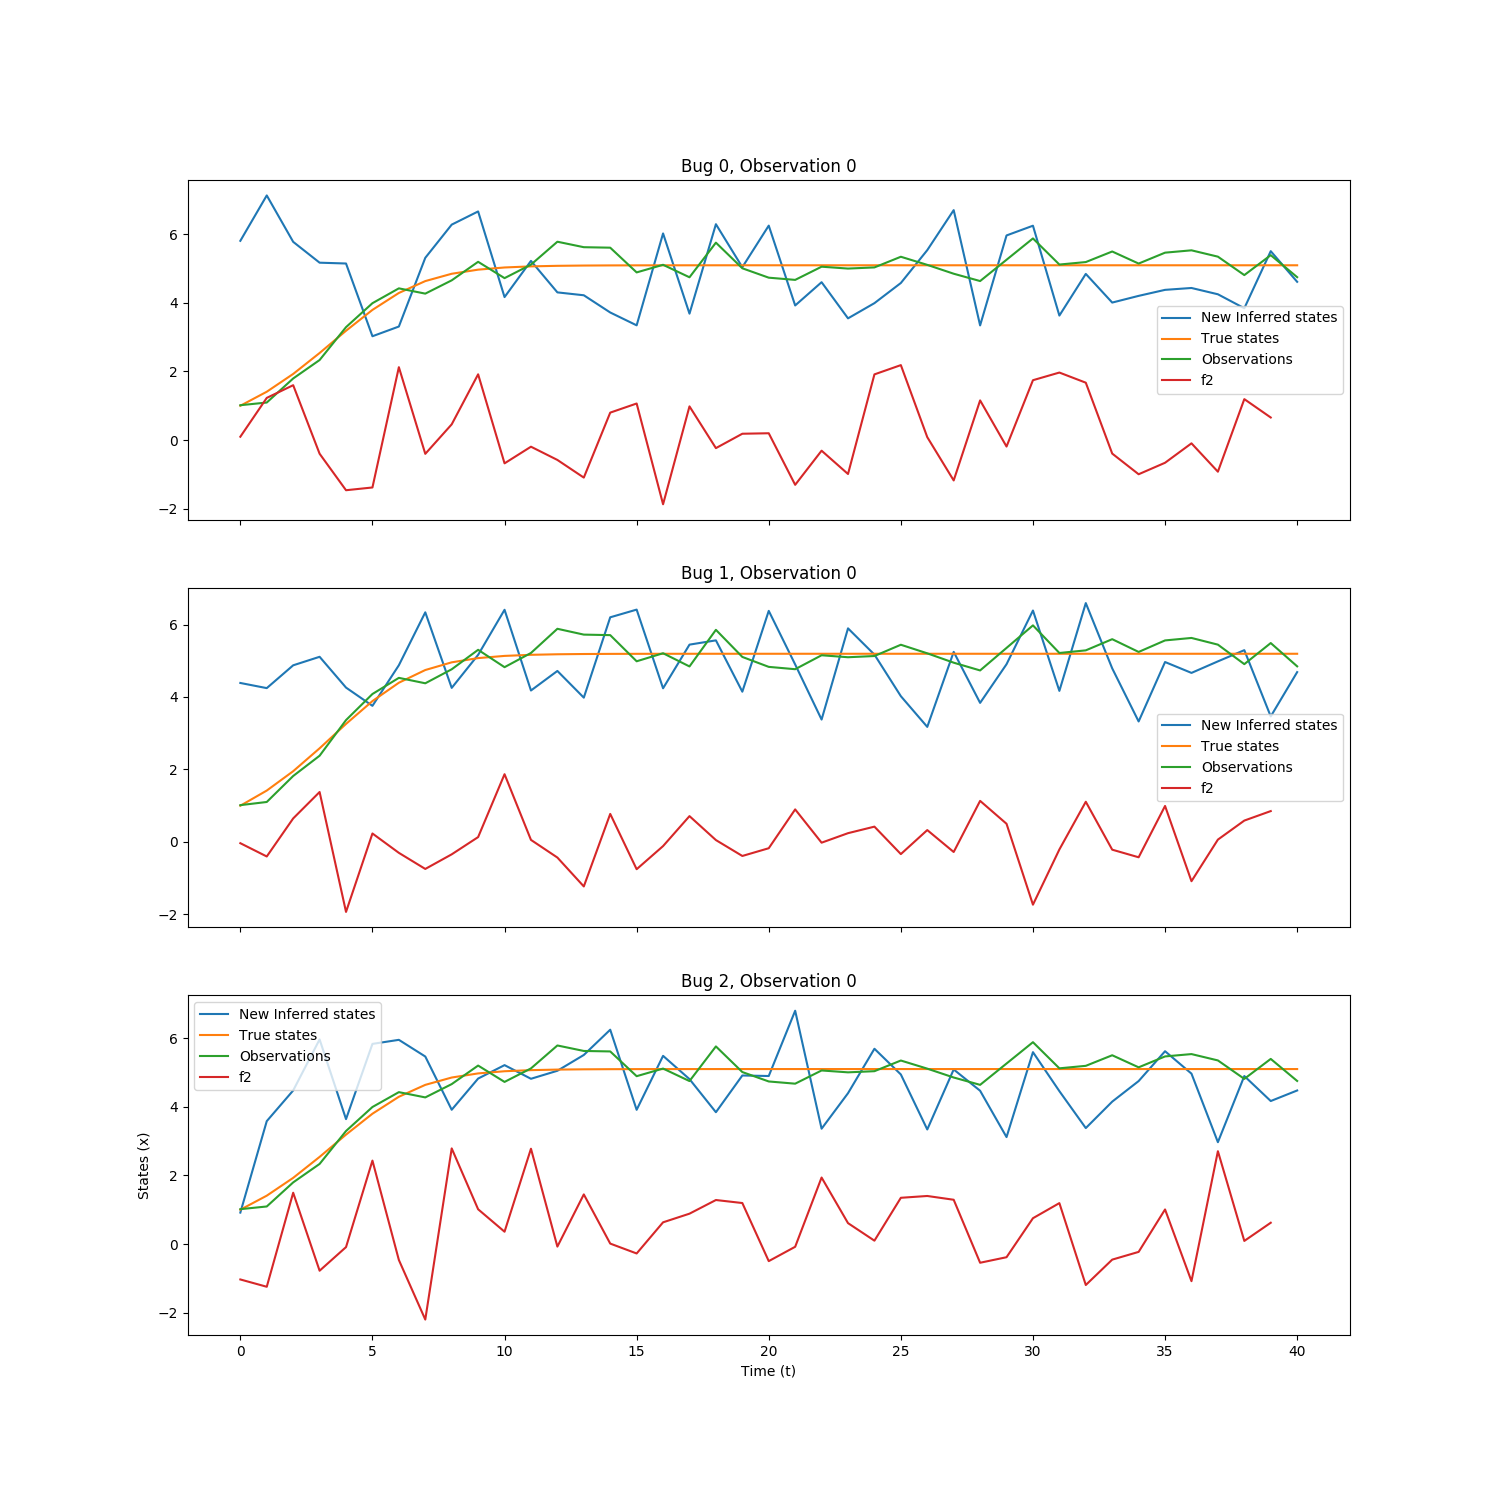 Bug 0, Observation 0
6
4
2
0
−2
New Inferred states
True states
Observations
f2
Bug 1, Observation 0
6
4
2
0
−2
New Inferred states
True states
Observations
f2
Bug 2, Observation 0
New Inferred states
True states
Observations
f2
6
4
2
0
−2
States (x)
0 5 10 15 20 25 30 35 40
Time (t)